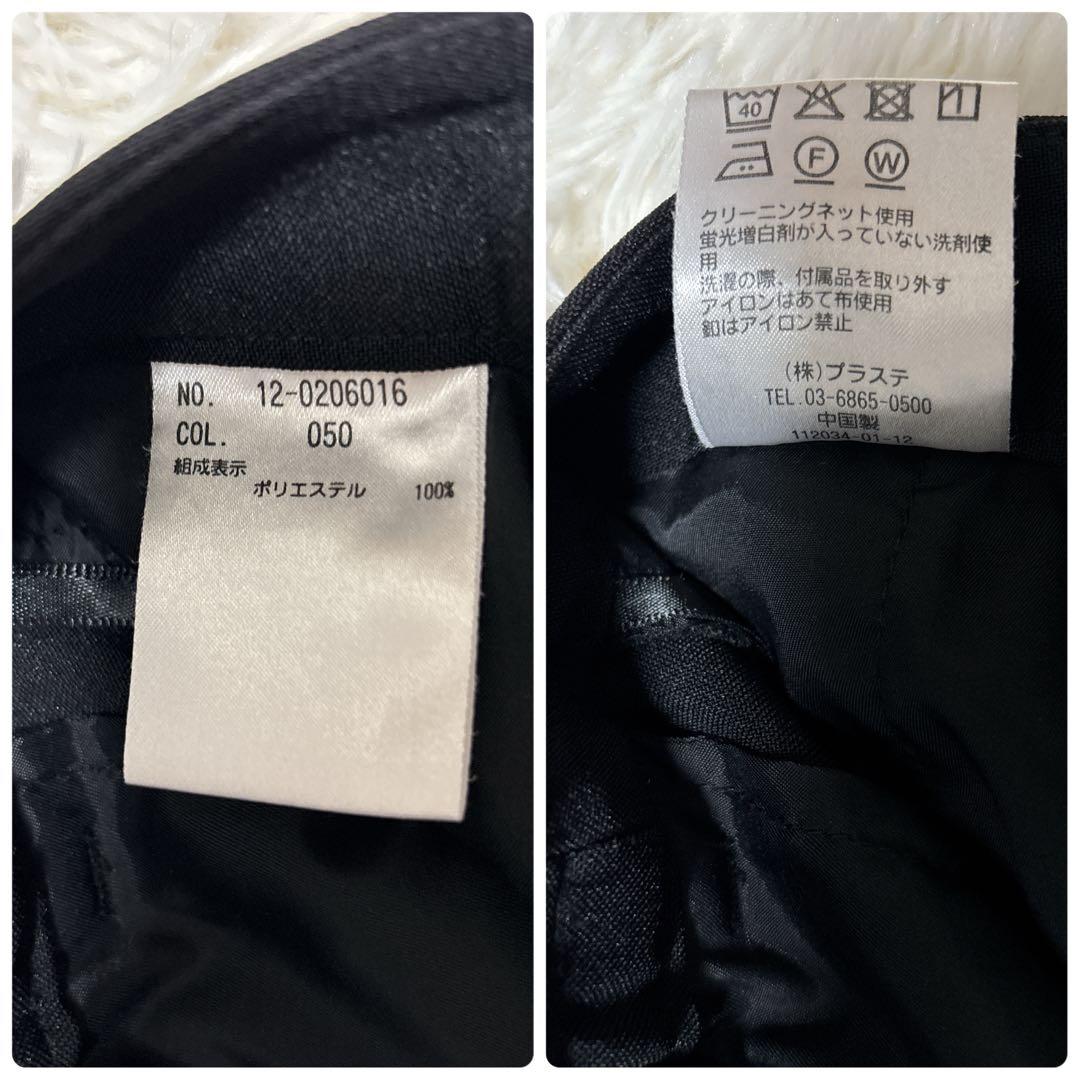 NO. 12-0206016
COL. 050
組成表示
ポリエステル 100%
40
F W
クリーニングネット使用
蛍光増白剤が入っていない洗剤使
用
洗濯の際、付属品を取り外す
アイロンはあて布使用
釦はアイロン禁止
(株)プラステ
TEL.03-6865-0500
中国製
112034-01-12